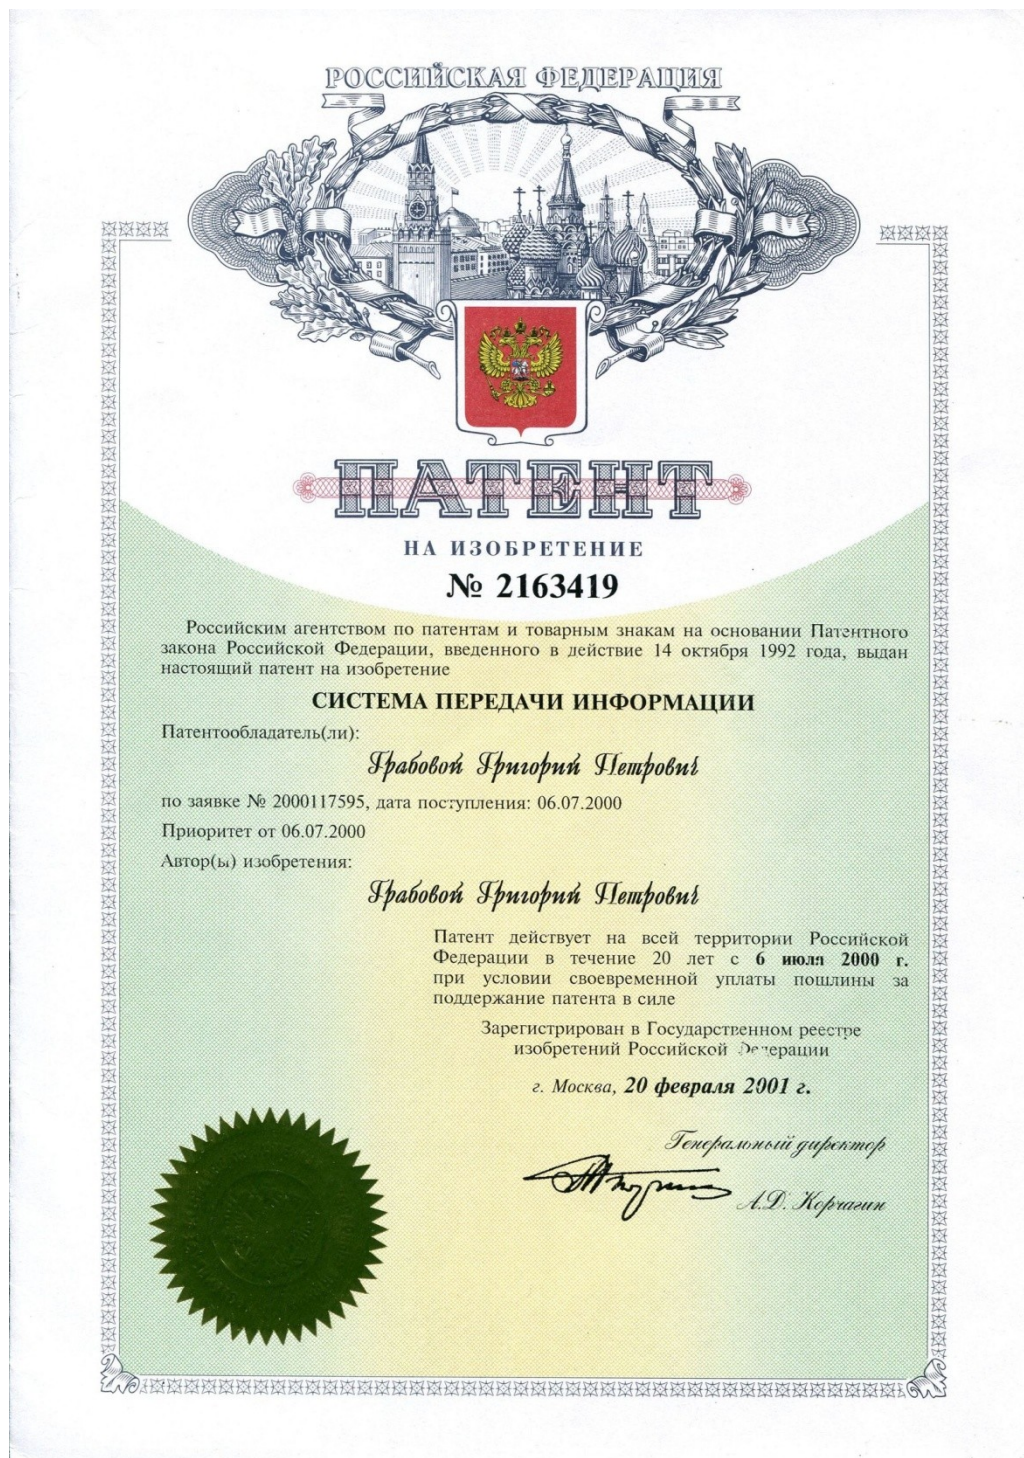 РОССИЙСКАЯ ФЕДЕРАЦИЯ
ПАТЕНТ
НА ИЗОБРЕТЕНИЕ
№ 2163419
Российским агентством по патентам и товарным знакам на основании Патентного
закона Российской Федерации, введенного в действие 14 октября 1992 года, выдан
настоящий патент на изобретение
СИСТЕМА ПЕРЕДАЧИ ИНФОРМАЦИИ
Патентообладатель(ли):
Грабовой Григорий Петрович
по заявке № 2000117595, дата поступления: 06.07.2000
Приоритет от 06.07.2000
Автор(ы) изобретения:
Грабовой Григорий Петрович
Патент действует на всей территории Российской
Федерации в течение 20 лет с 6 июля 2000 г.
при условии своевременной уплаты пошлины за
поддержание патента в силе
Зарегистрирован в Государственном реестре
изобретений Российской Федерации
г. Москва, 20 февраля 2001 г.
Генеральный директор
А.Д. Корчагин